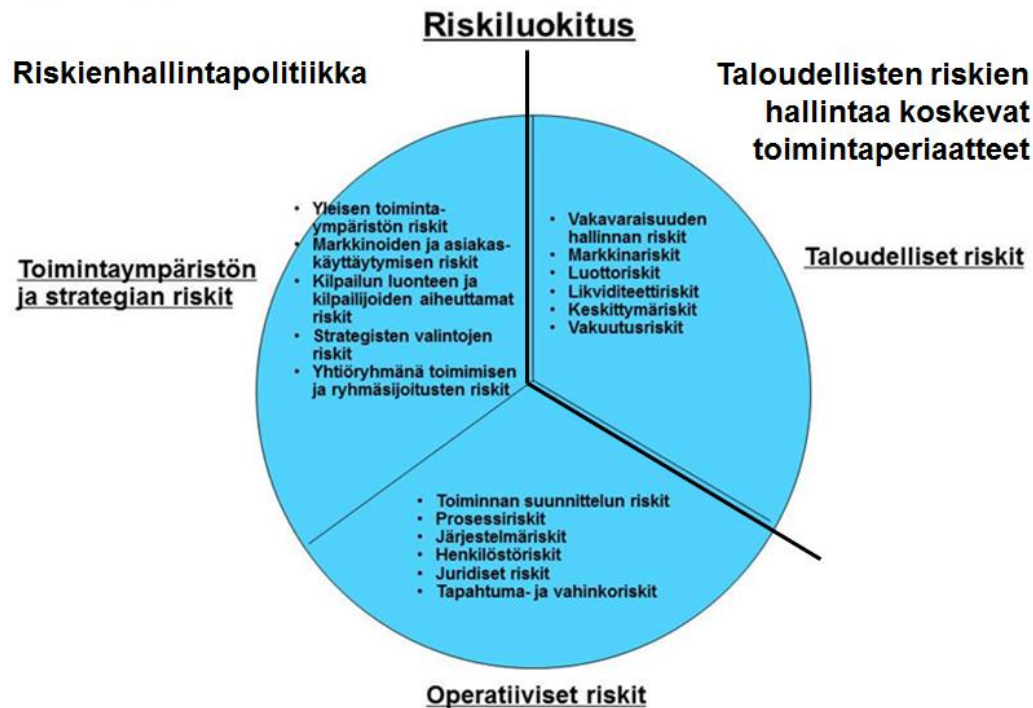 Riskiluokitus
Riskienhallintapolitiikka
Taloudellisten riskien
hallintaa koskevat
toimintaperiaatteet
Toimintaympäristön
ja strategian riskit
• Yleisen toiminta-
ympäristön riskit
• Markkinoiden ja asiakas-
käyttäytymisen riskit
• Kilpailun luonteen ja
kilpailijoiden aiheuttamat
riskit
• Strategisten valintojen
riskit
• Yhtiöryhmänä toimimisen
ja ryhmäsijoitusten riskit
• Vakavaraisuuden
hallinnan riskit
• Markkinariskit
• Luottoriskit
• Likviditeettiriskit
• Keskittymäriskit
• Vakuutusriskit
Taloudelliset riskit
• Toiminnan suunnittelun riskit
• Prosessiriskit
• Järjestelmäriskit
• Henkilöstöriskit
• Juridiset riskit
• Tapahtuma- ja vahinkoriskit
Operatiiviset riskit